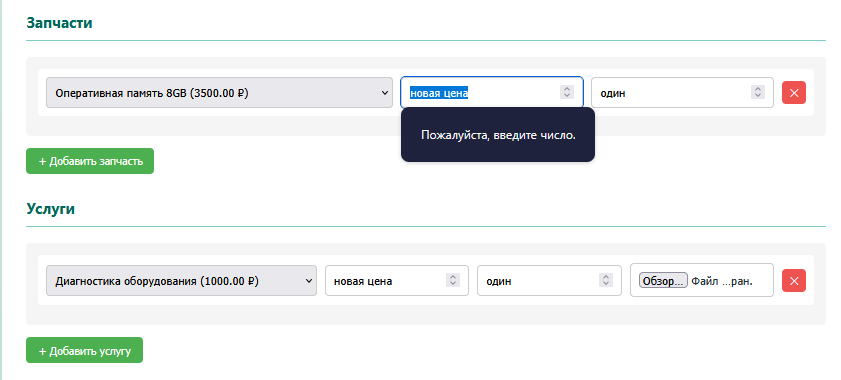 Запчасти
Оперативная память 8GB (3500.00 ₽) новая цена один
Пожалуйста, введите число.
+ Добавить запчасть
Услуги
Диагностика оборудования (1000.00 ₽) новая цена один Обзор... Файл ...ран.
+ Добавить услугу